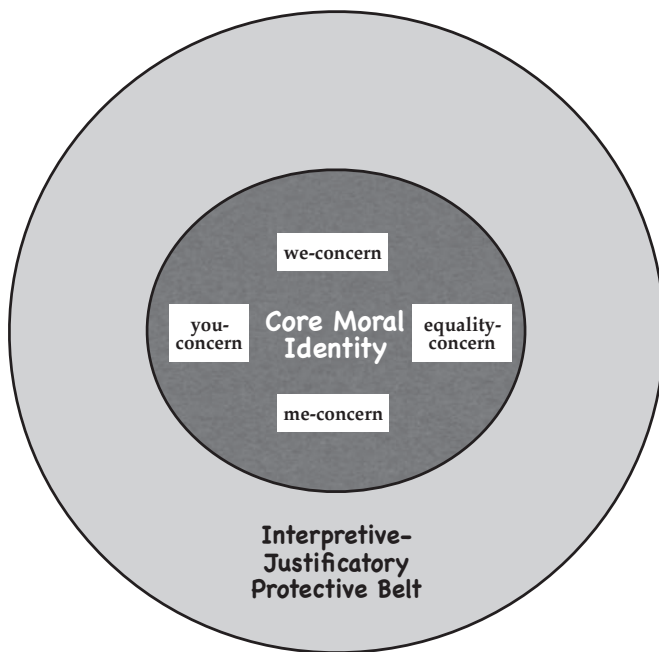 we-concern
you-
concern
Core Moral
Identity
equality-
concern
me-concern
Interpretive-
Justificatory
Protective Belt